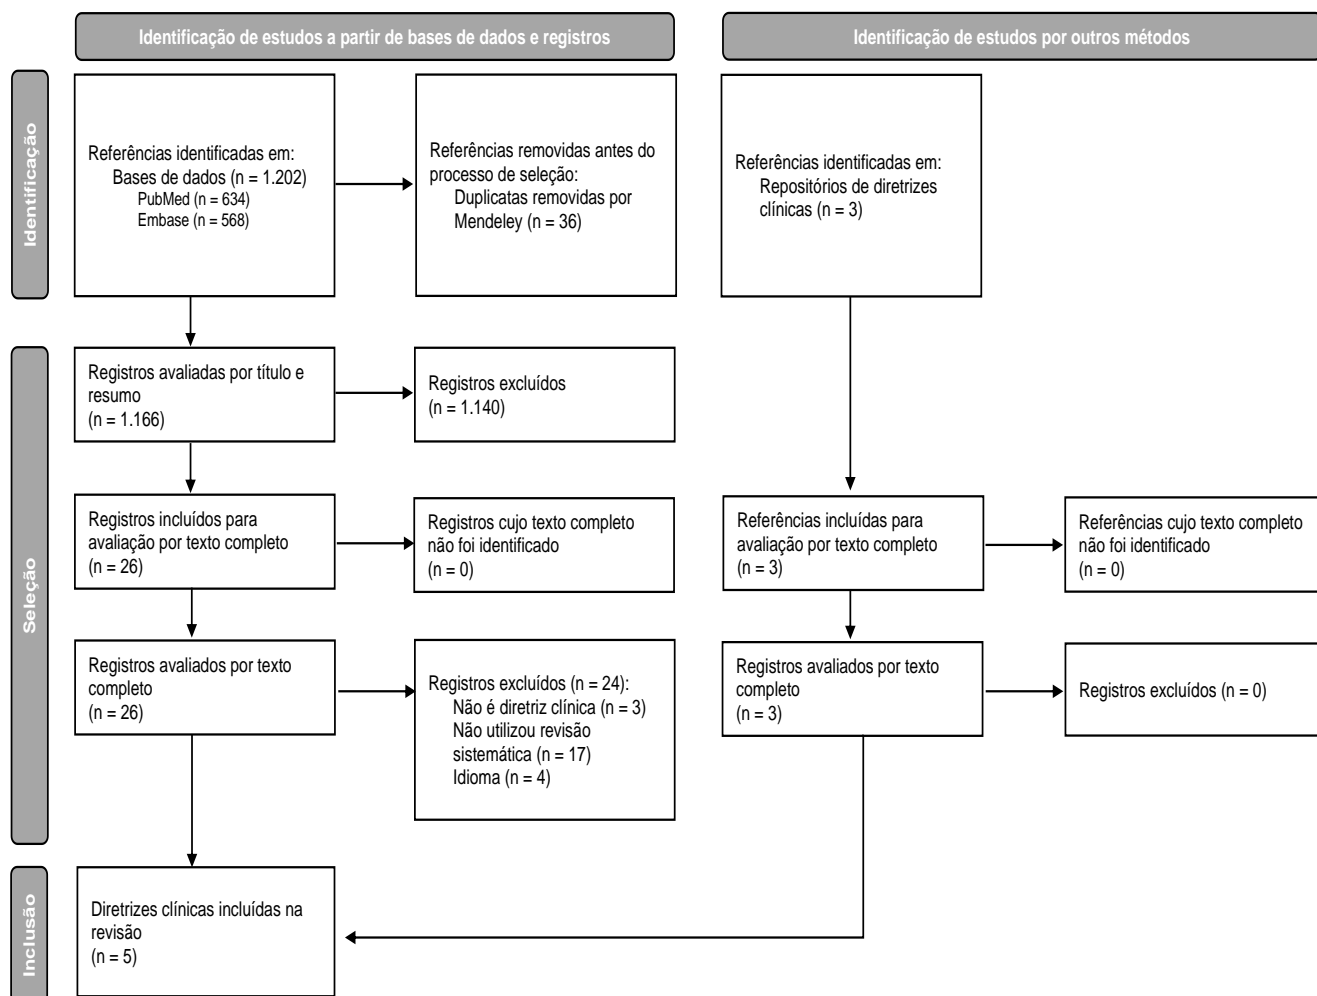 Identificação de estudos a partir de bases de dados e registros
Identificação de estudos por outros métodos
Identificação
Referências identificadas em:
Bases de dados (n = 1.202)
PubMed (n = 634)
Embase (n = 568)
Referências removidas antes do
processo de seleção:
Duplicatas removidas por
Mendeley (n = 36)
Referências identificadas em:
Repositórios de diretrizes
clínicas (n = 3)
Seleção
Registros avaliadas por título e
resumo
(n = 1.166)
Registros excluídos
(n = 1.140)
Registros incluídos para
avaliação por texto completo
(n = 26)
Registros cujo texto completo
não foi identificado
(n = 0)
Referências incluídas para
avaliação por texto completo
(n = 3)
Referências cujo texto completo
não foi identificado
(n = 0)
Registros avaliados por texto
completo
(n = 26)
Registros excluídos (n = 24):
Não é diretriz clínica (n = 3)
Não utilizou revisão
sistemática (n = 17)
Idioma (n = 4)
Registros avaliados por texto
completo
(n = 3)
Registros excluídos (n = 0)
Inclusão
Diretrizes clínicas incluídas na
revisão
(n = 5)